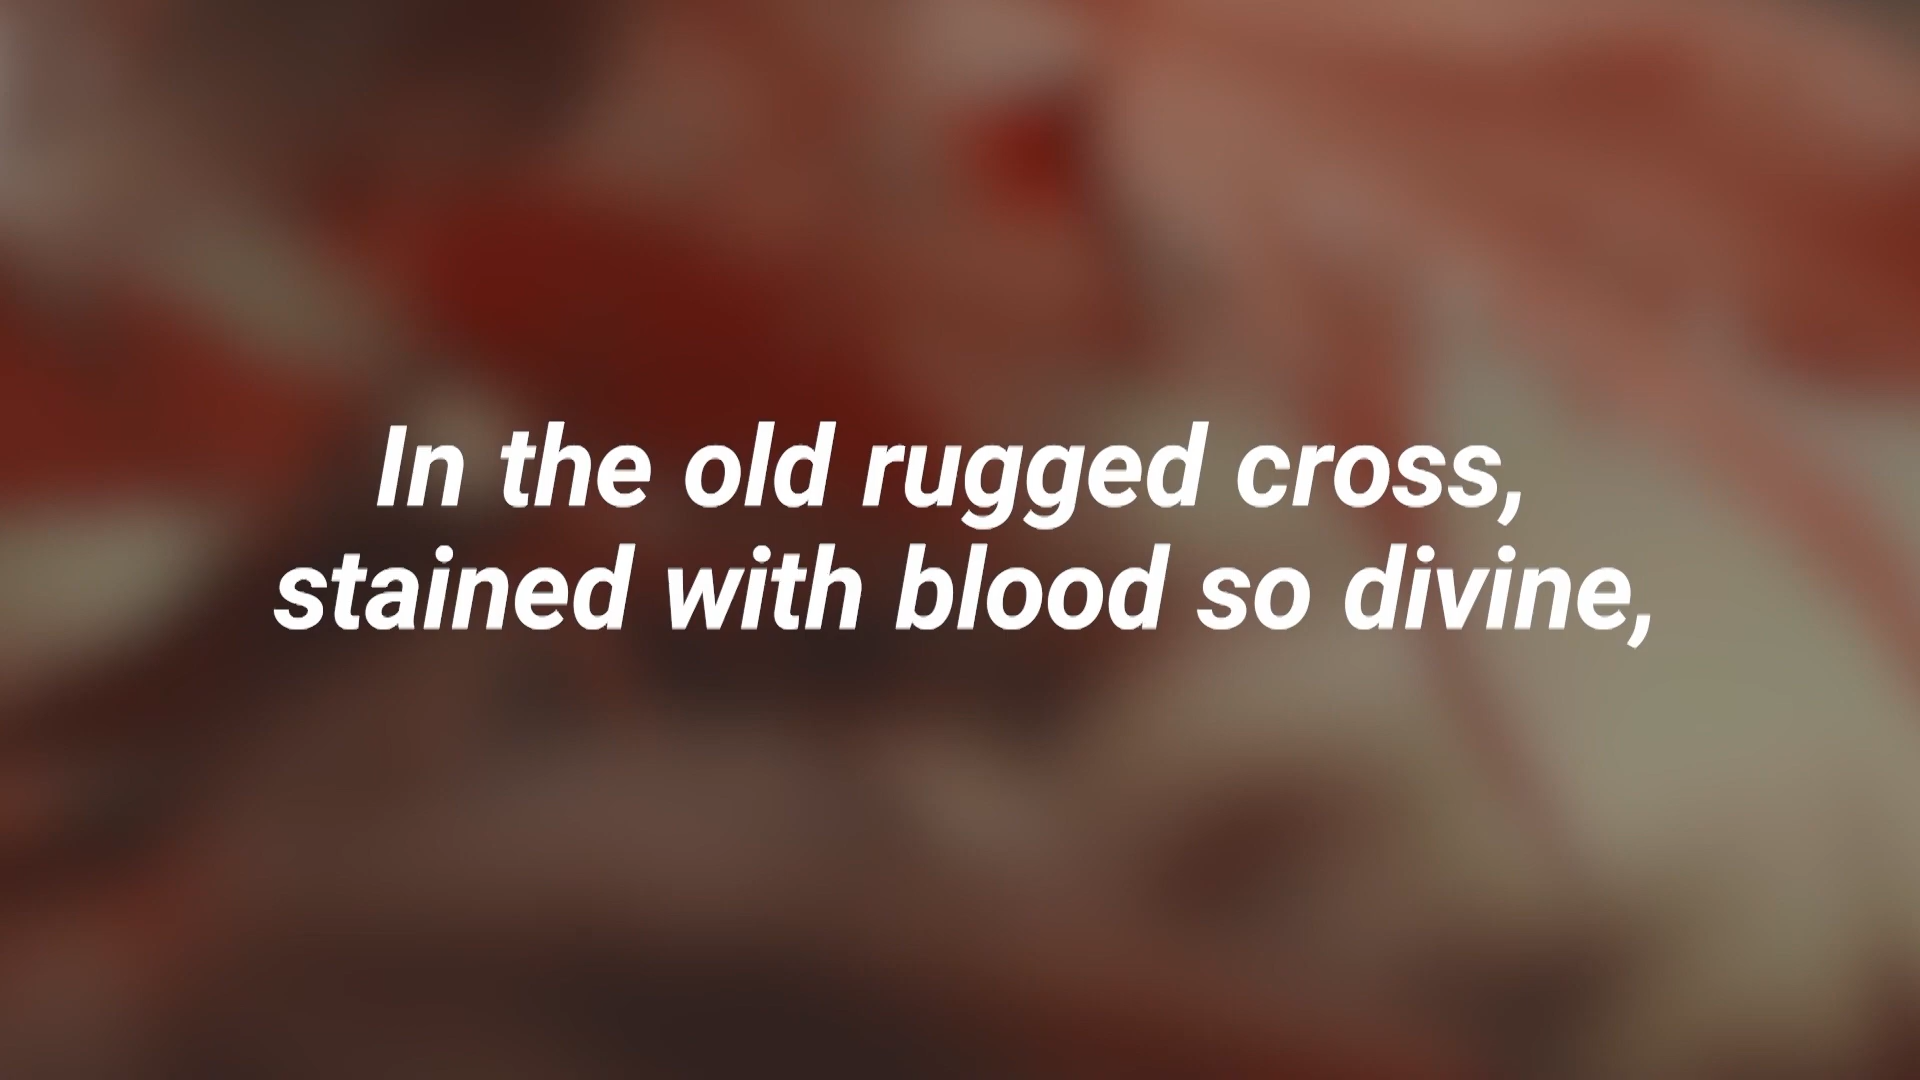 In the old rugged cross,
stained with blood so divine,